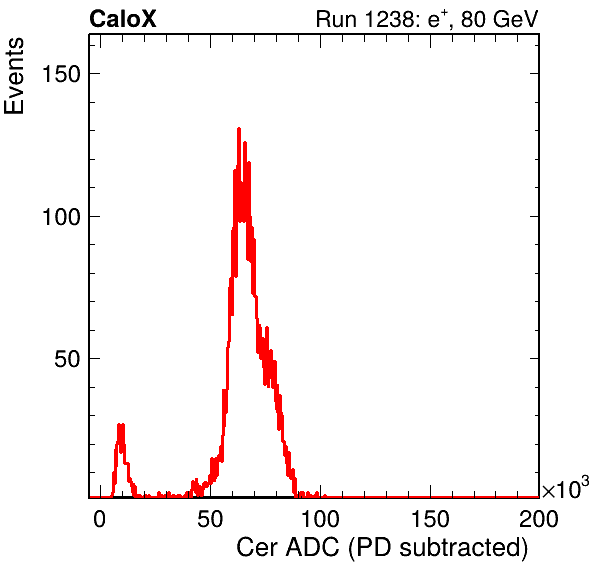 CaloX Run 1238: e⁺, 80 GeV
Events
150
100
50
0 50 100 150 200
×10³
Cer ADC (PD subtracted)